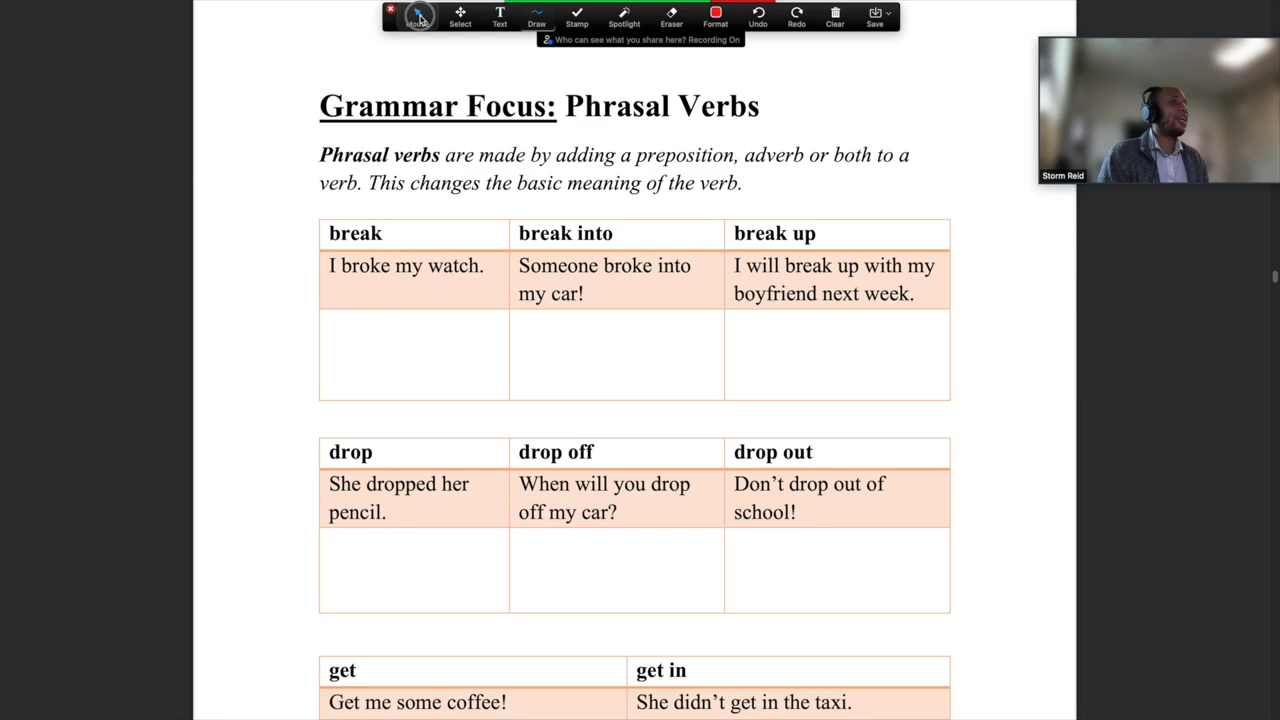 Mouse
Select
Text
Draw
Stamp
Spotlight
Eraser
Format
Undo
Redo
Clear
Save
Who can see what you share here? Recording On
Storm Reid
Grammar Focus: Phrasal Verbs
Phrasal verbs are made by adding a preposition, adverb or both to a
verb. This changes the basic meaning of the verb.
break
break into
break up
I broke my watch.
Someone broke into
my car!
I will break up with my
boyfriend next week.
drop
drop off
drop out
She dropped her
pencil.
When will you drop
off my car?
Don’t drop out of
school!
get
get in
Get me some coffee!
She didn’t get in the taxi.